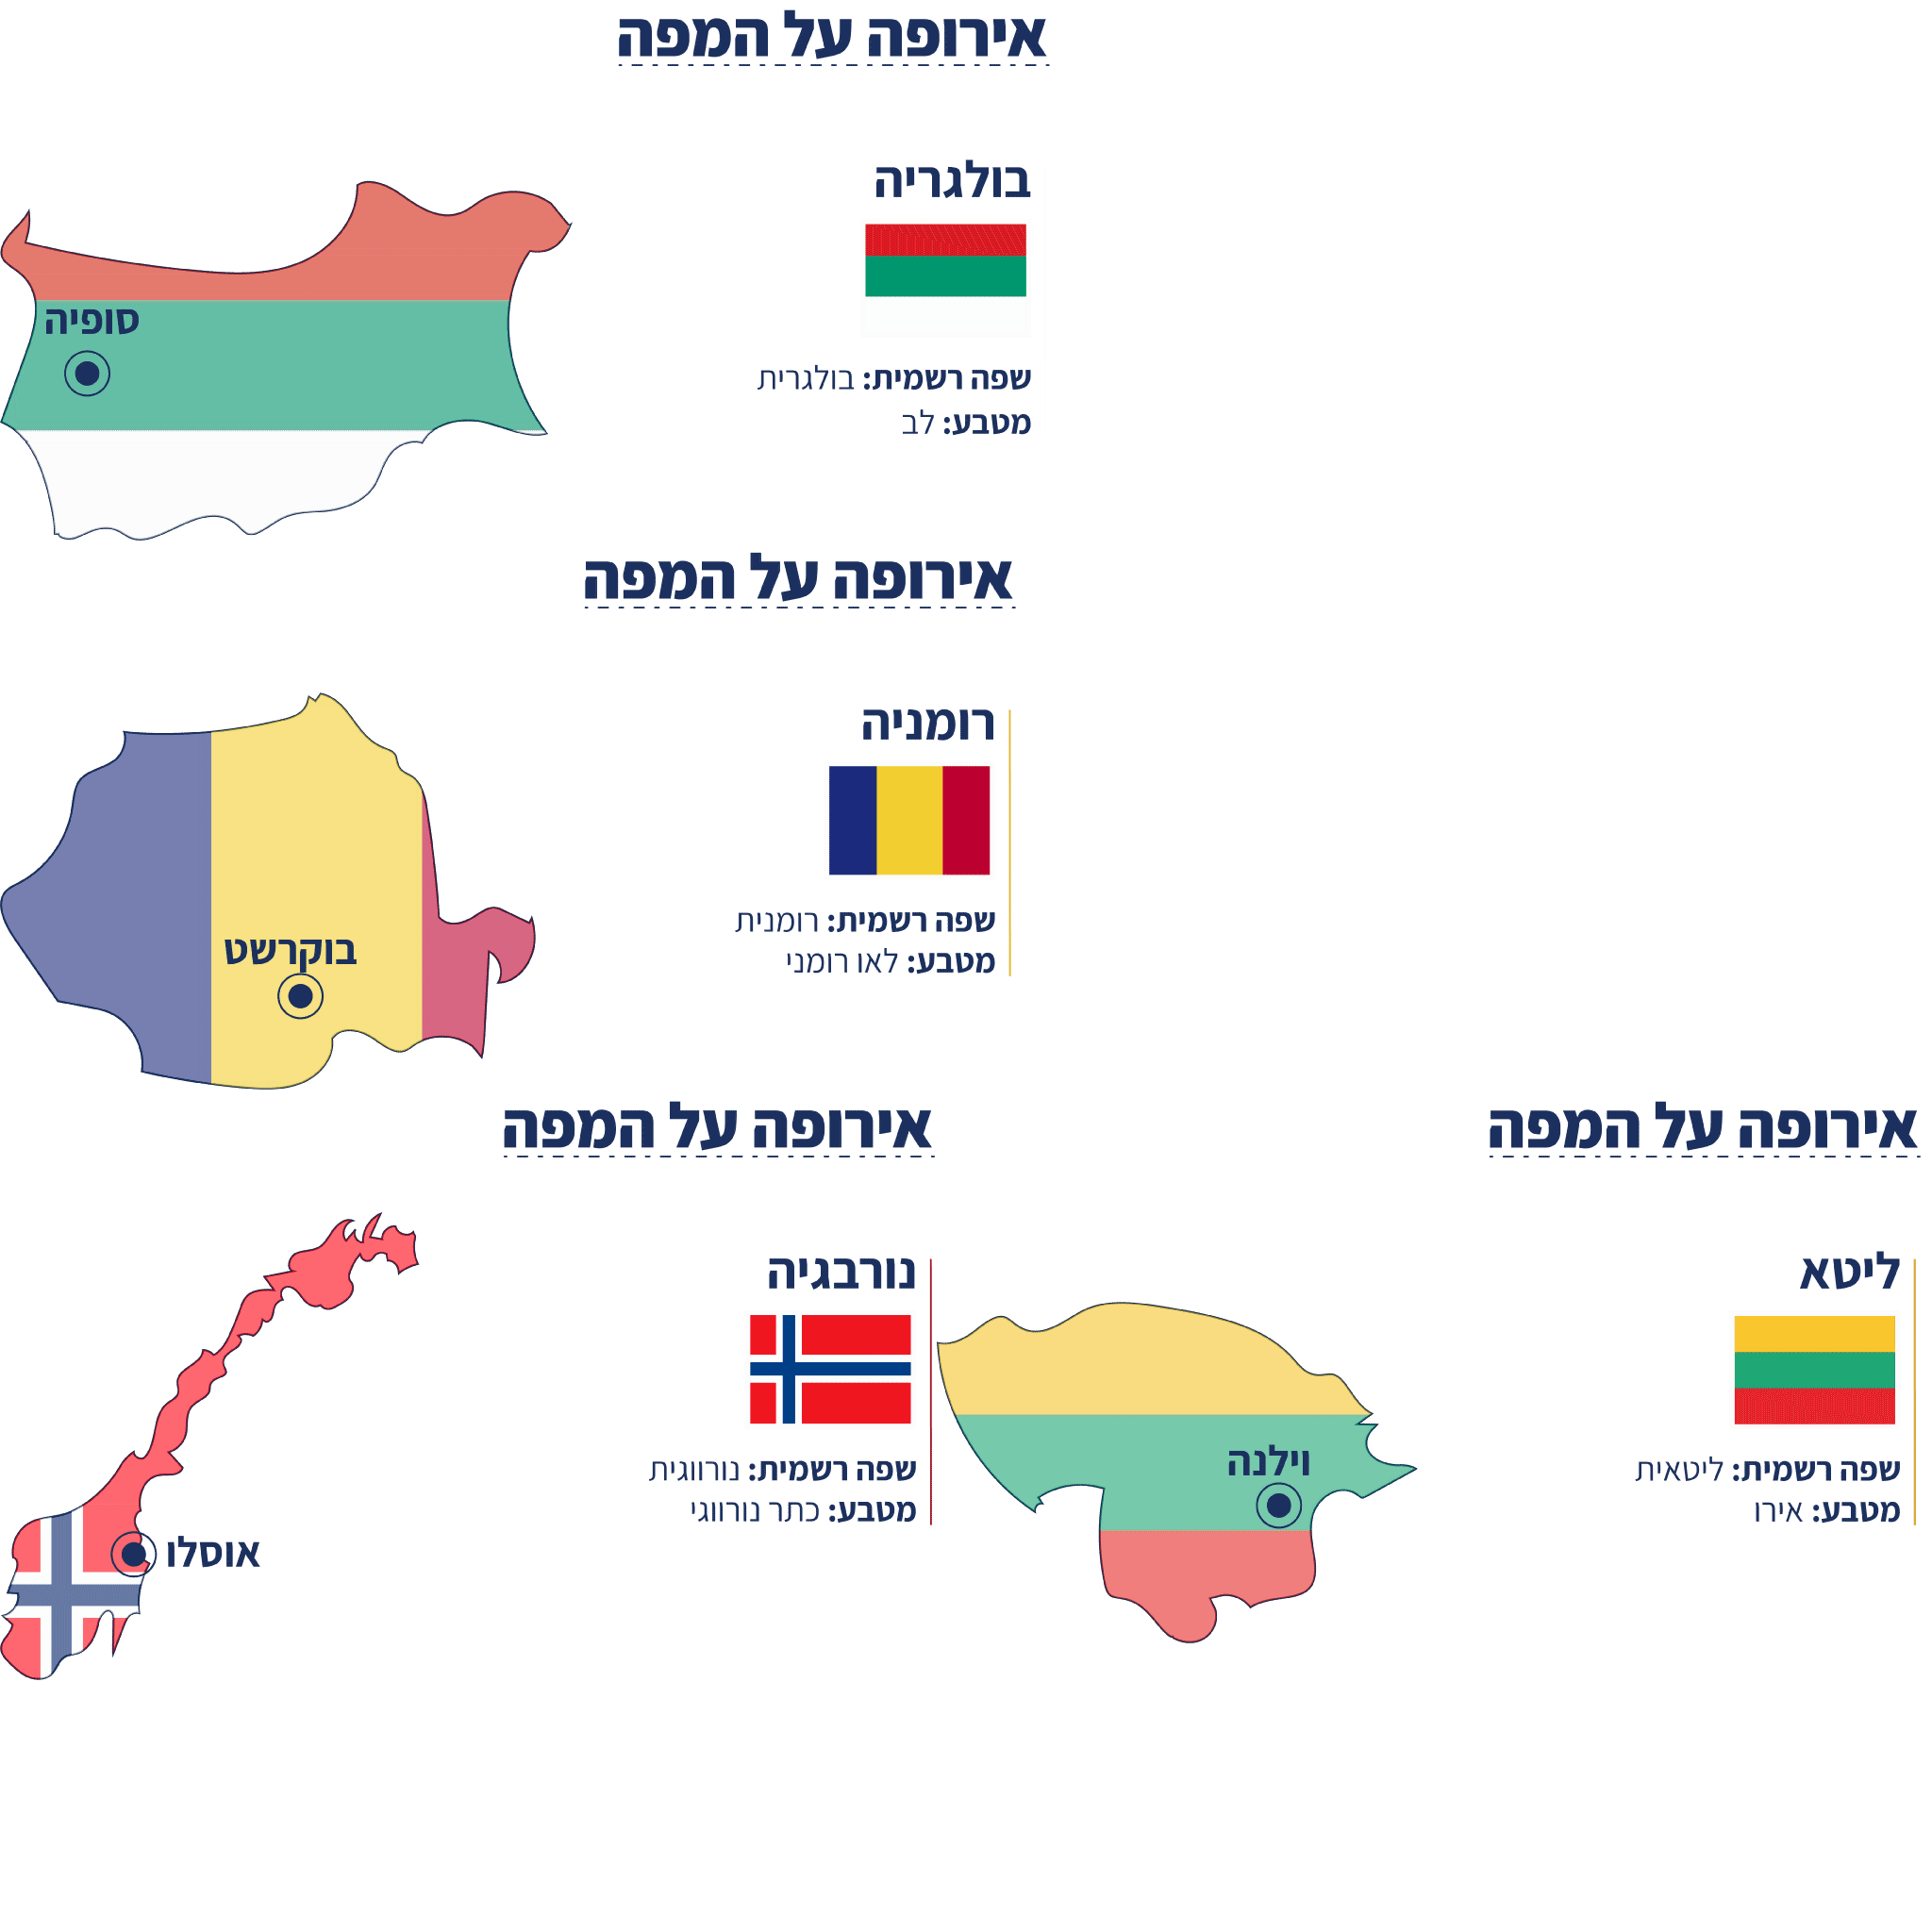 אירופה על המפה
בולגריה
סופיה
שפה רשמית: בולגרית
מטבע: לב
אירופה על המפה
רומניה
שפה רשמית: רומנית
בוקרשט
מטבע: לאו רומני
אירופה על המפה
נורבגיה
שפה רשמית: נורווגית
מטבע: כתר נורווגי
אוסלו
אירופה על המפה
ליטא
וילנה
שפה רשמית: ליטאית
מטבע: אירו